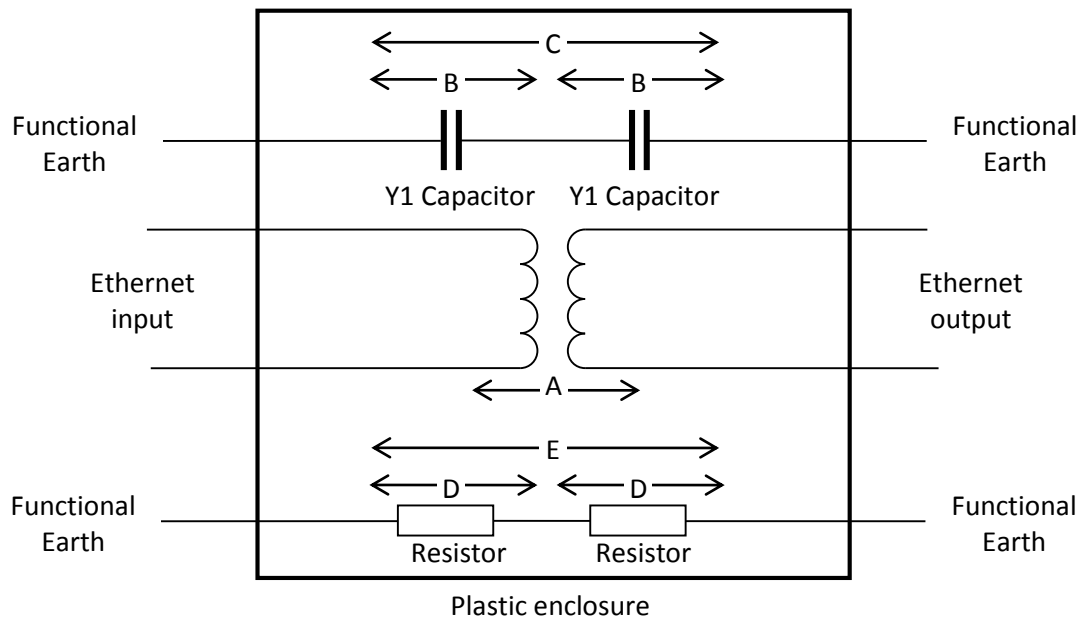 C
B
B
Functional
Earth
Functional
Earth
Y1 Capacitor
Y1 Capacitor
Ethernet
input
Ethernet
output
A
E
D
D
Functional
Earth
Functional
Earth
Resistor
Resistor
Plastic enclosure